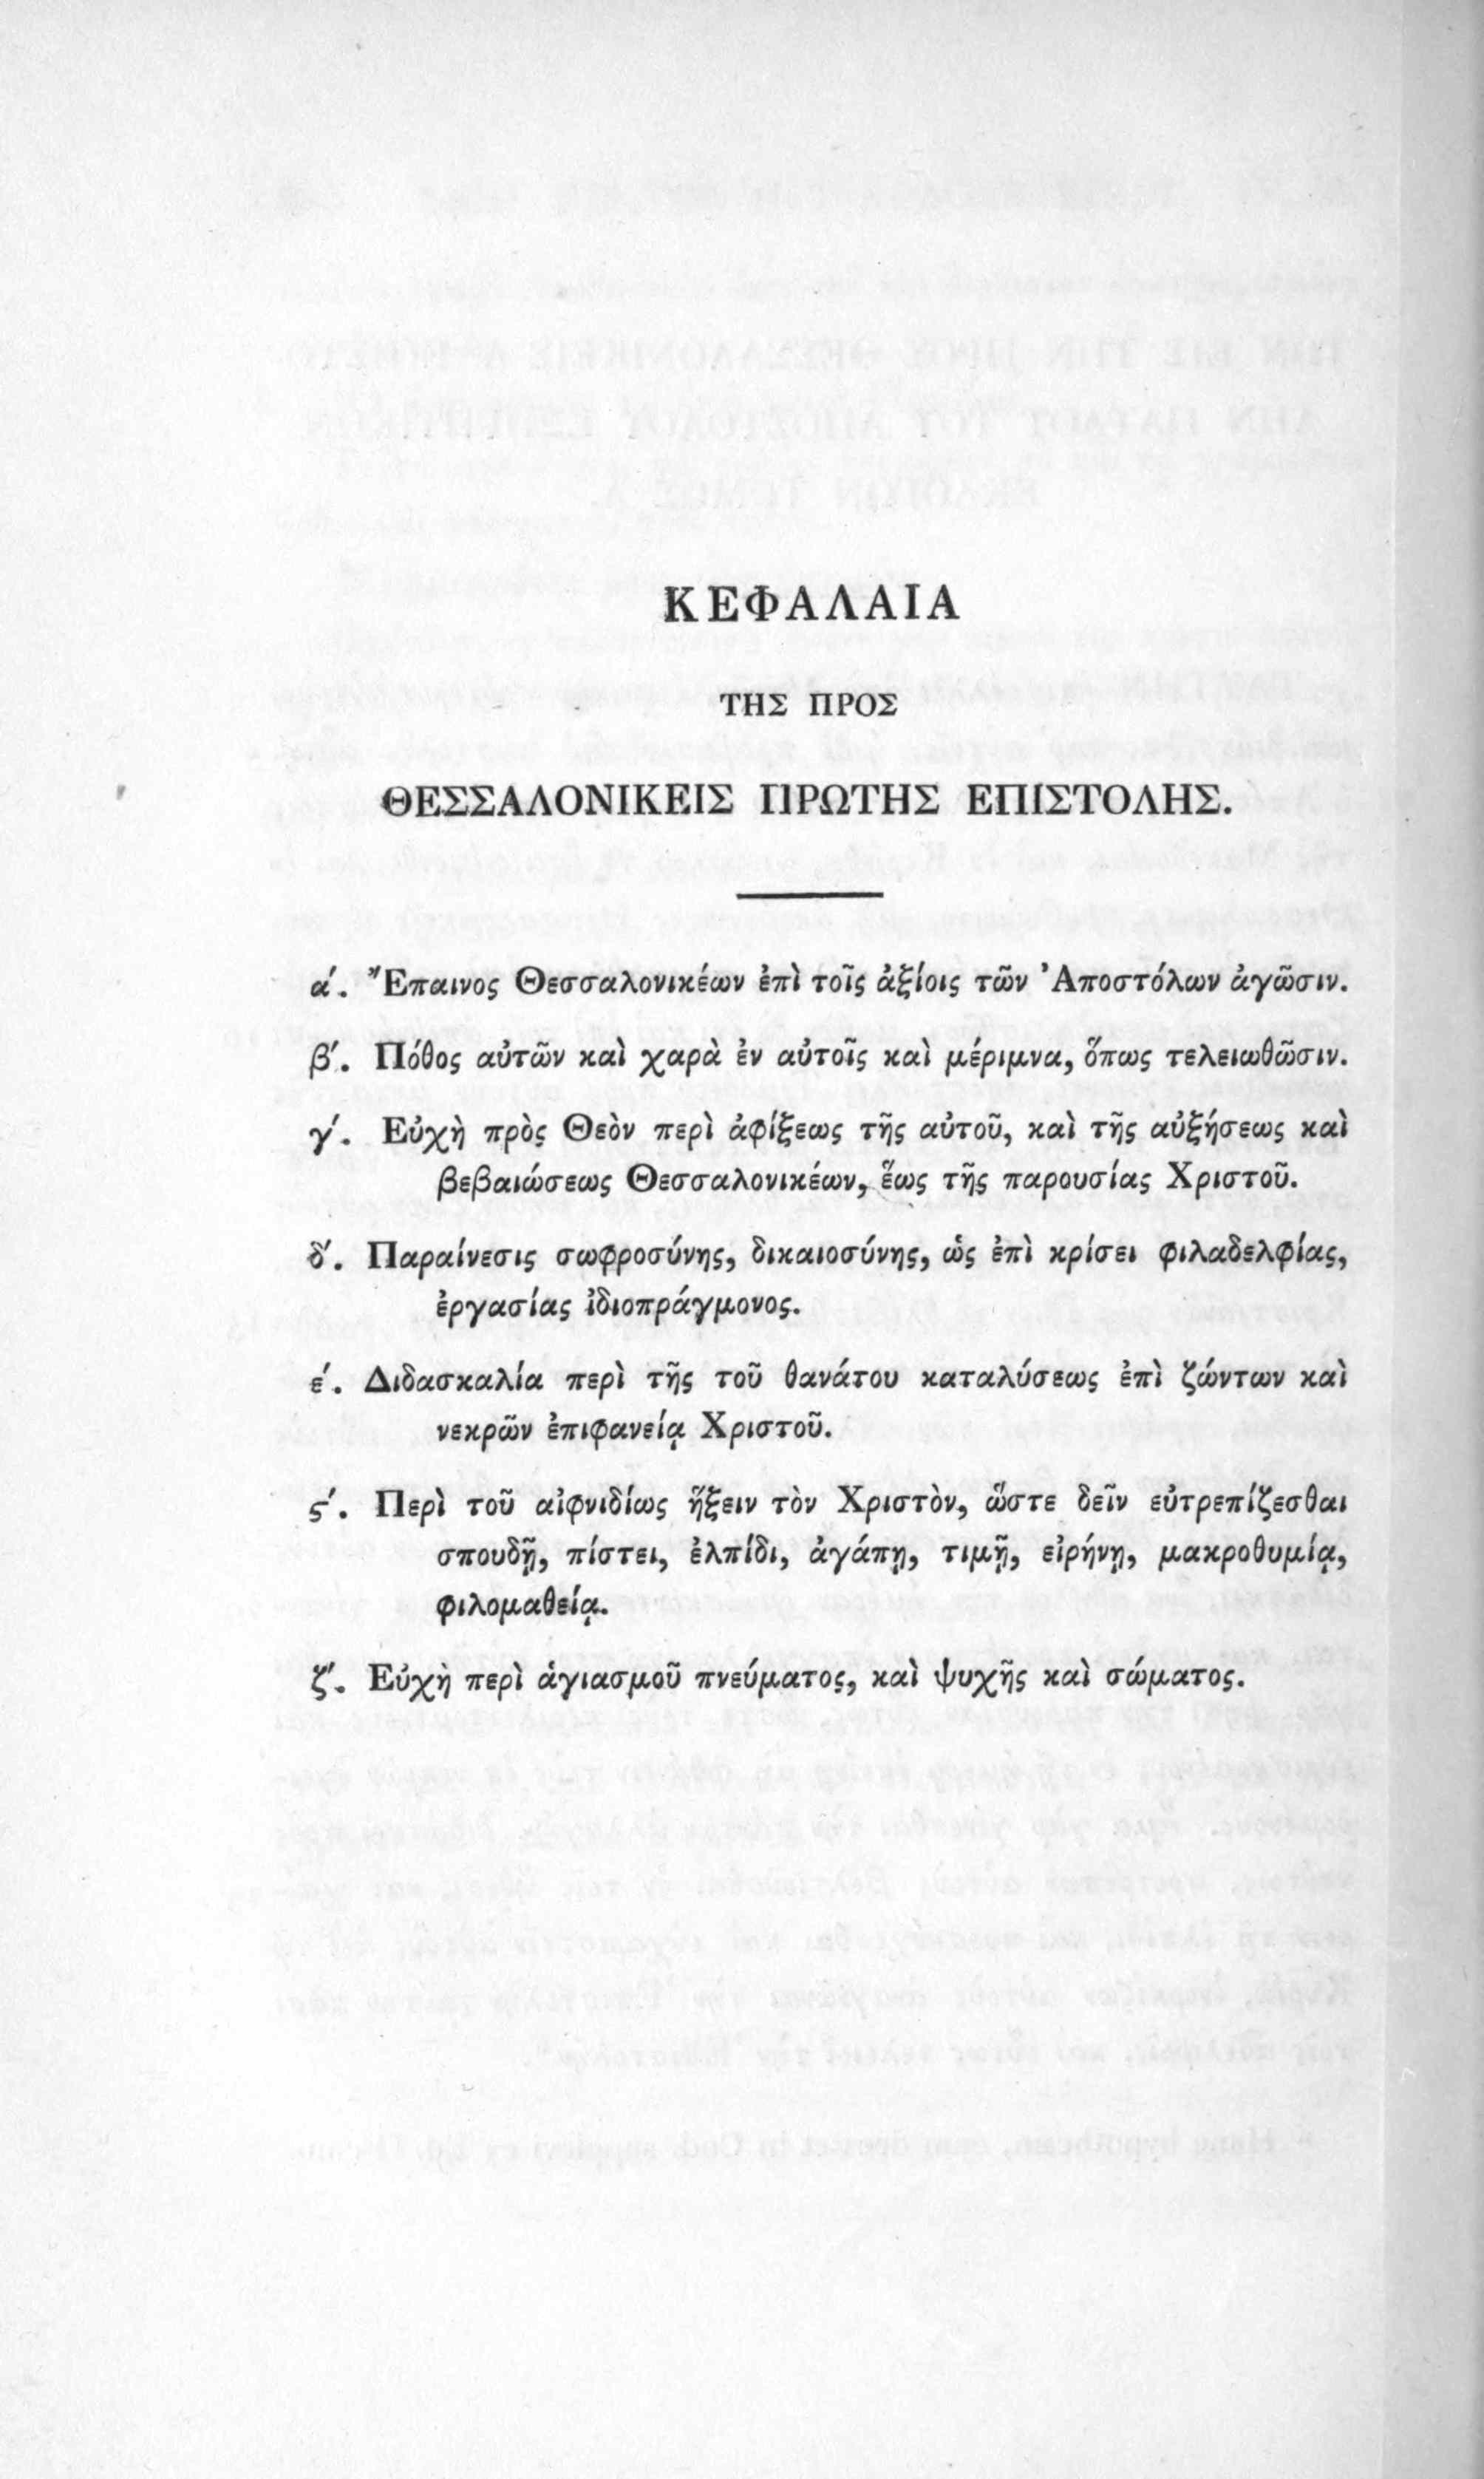 ΚΕΦΑΛΑΙΑ
ΤΗΣ ΠΡΟΣ
ΘΕΣΣΑΛΟΝΙΚΕΙΣ ΠΡΩΤΗΣ ΕΠΙΣΤΟΛΗΣ.
α΄. Ἔπαινος Θεσσαλονικέων ἐπὶ τοῖς ἀξίοις τῶν Ἀποστόλων ἀγῶσιν.
β΄. Πόθος αὐτῶν καὶ χαρὰ ἐν αὐτοῖς καὶ μέριμνα, ὅπως τελειωθῶσιν.
γ΄. Εὐχὴ πρὸς Θεὸν περὶ ἀφίξεως τῆς αὐτοῦ, καὶ τῆς αὐξήσεως καὶ
βεβαιώσεως Θεσσαλονικέων, ἕως τῆς παρουσίας Χριστοῦ.
δ΄. Παραίνεσις σωφροσύνης, δικαιοσύνης, ὡς ἐπὶ κρίσει φιλαδελφίας,
ἐργασίας ἰδιοπράγμονος.
ε΄. Διδασκαλία περὶ τῆς τοῦ θανάτου καταλύσεως ἐπὶ ζώντων καὶ
νεκρῶν ἐπιφανείᾳ Χριστοῦ.
ϛ΄. Περὶ τοῦ αἰφνιδίως ἥξειν τὸν Χριστὸν, ὥστε δεῖν εὐτρεπίζεσθαι
σπουδῇ, πίστει, ἐλπίδι, ἀγάπῃ, τιμῇ, εἰρήνῃ, μακροθυμίᾳ,
φιλομαθείᾳ.
ζ΄. Εὐχὴ περὶ ἁγιασμοῦ πνεύματος, καὶ ψυχῆς καὶ σώματος.